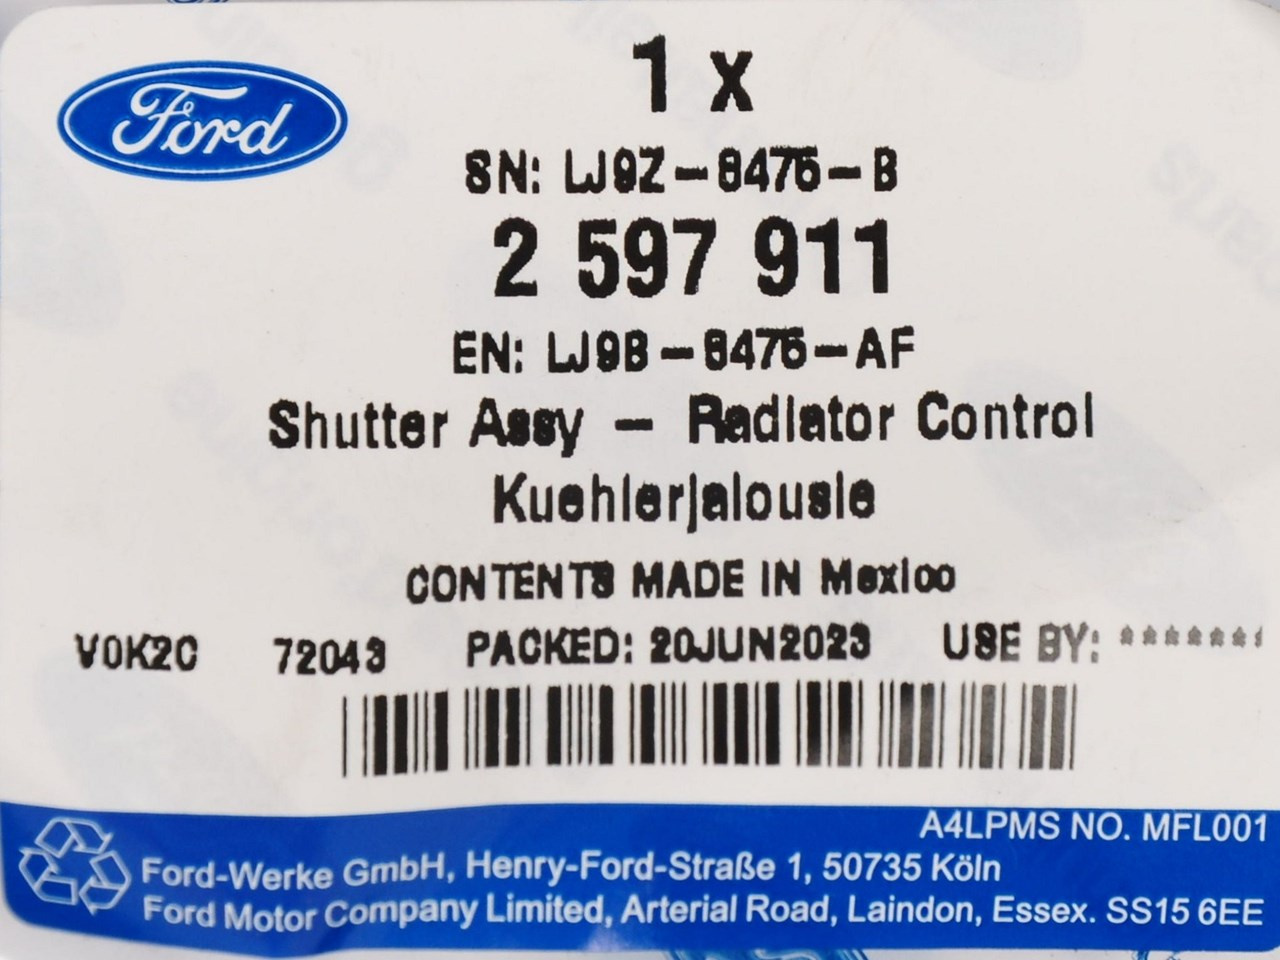 Ford
1 x
SN: LJ9Z-8475-B
2 597 911
EN: LJ9B-8475-AF
Shutter Assy - Radiator Control
Kuehlerjalousie
CONTENTS MADE IN Mexico
V0K2C 72043 PACKED: 20JUN2023 USE BY: *******
A4LPMS NO. MFL001
Ford-Werke GmbH, Henry-Ford-Straße 1, 50735 Köln
Ford Motor Company Limited, Arterial Road, Laindon, Essex. SS15 6EE